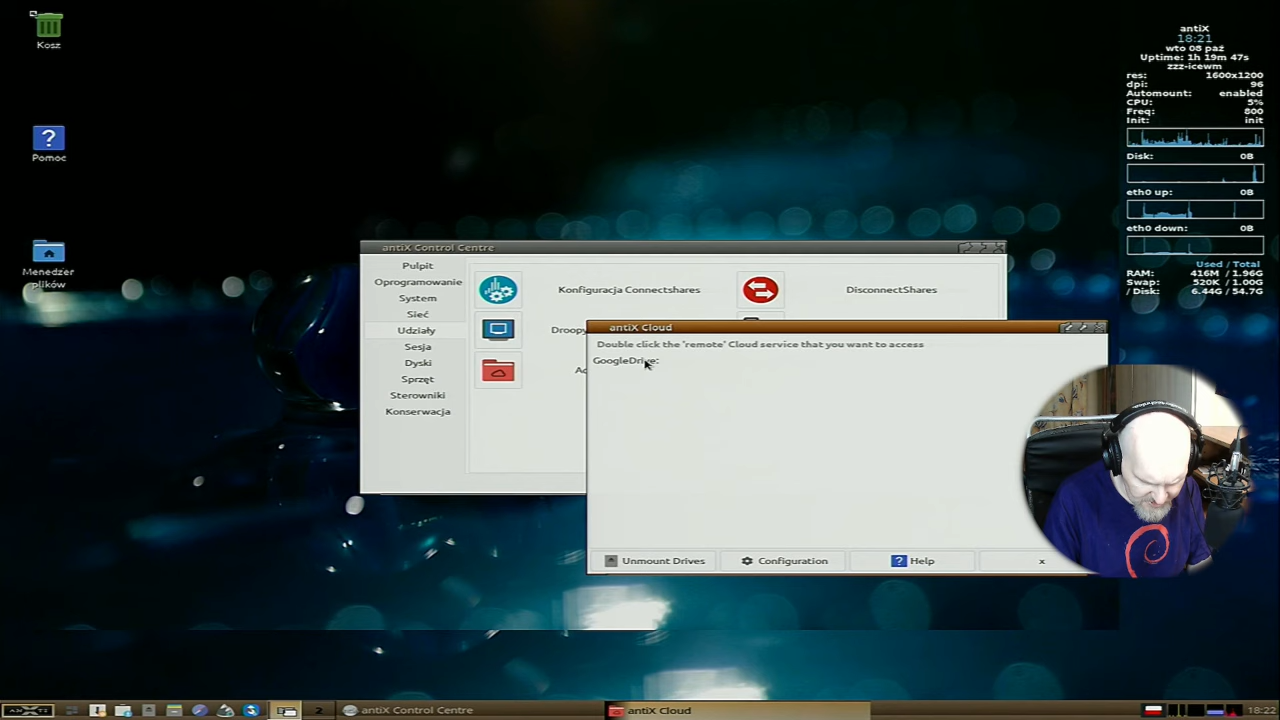 Kosz
Pomoc
Menedżer
plików
antiX
18:21
wto 08 paź
Uptime: 1h 19m 47s
zzz-icewm
res: 1600x1200
dpi: 96
Automount: enabled
CPU: 5%
Freq: 800
Init: init
Disk: 0B
eth0 up: 0B
eth0 down: 0B
Used / Total
RAM: 416M / 1.96G
Swap: 520K / 1.00G
/ Disk: 6.44G / 54.7G
antiX Control Centre
Pulpit
Oprogramowanie
System
Sieć
Udziały
Sesja
Dyski
Sprzęt
Sterowniki
Konserwacja
Konfiguracja Connectshares
DisconnectShares
Droopy
antiX Cloud
Double click the 'remote' Cloud service that you want to access
GoogleDrive:
Unmount Drives
Configuration
? Help
x
2
antiX Control Centre
antiX Cloud
18:22